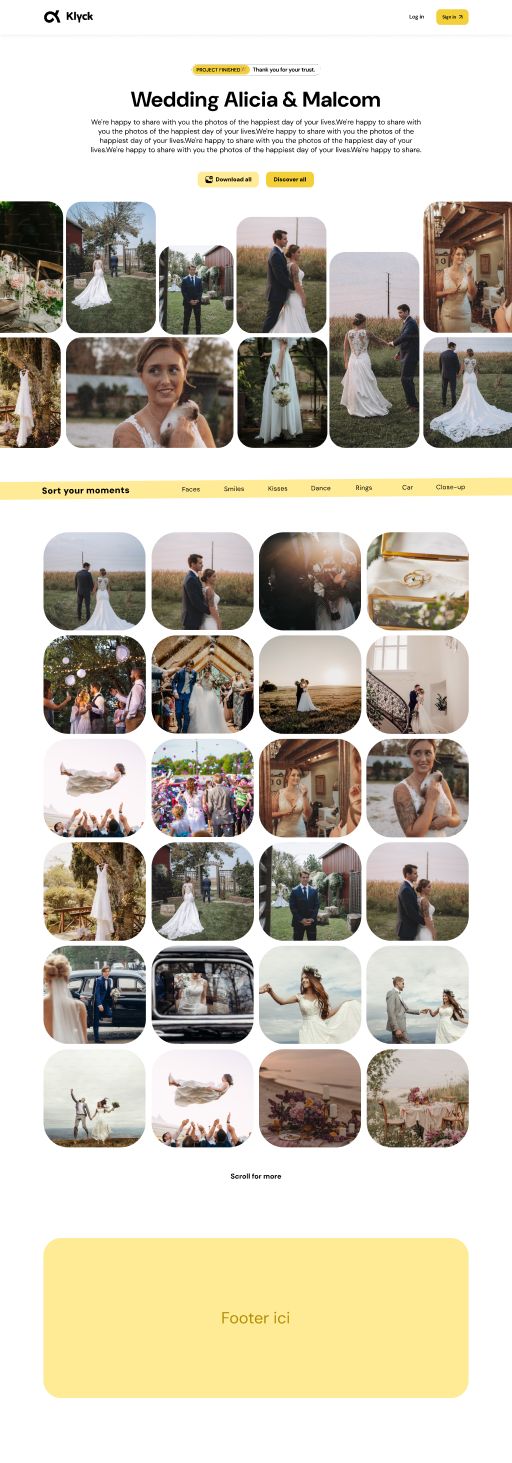 Klyck
Log in
Sign in
PROJECT FINISHED
Thank you for your trust.
Wedding Alicia & Malcom
We're happy to share with you the photos of the happiest day of your lives.We're happy to share with
you the photos of the happiest day of your lives.We're happy to share with you the photos of the
happiest day of your lives.We're happy to share with you the photos of the happiest day of your
lives.We're happy to share with you the photos of the happiest day of your lives.We're happy to share.
Download all
Discover all
Sort your moments
Faces
Smiles
Kisses
Dance
Rings
Car
Close-up
Scroll for more
Footer ici